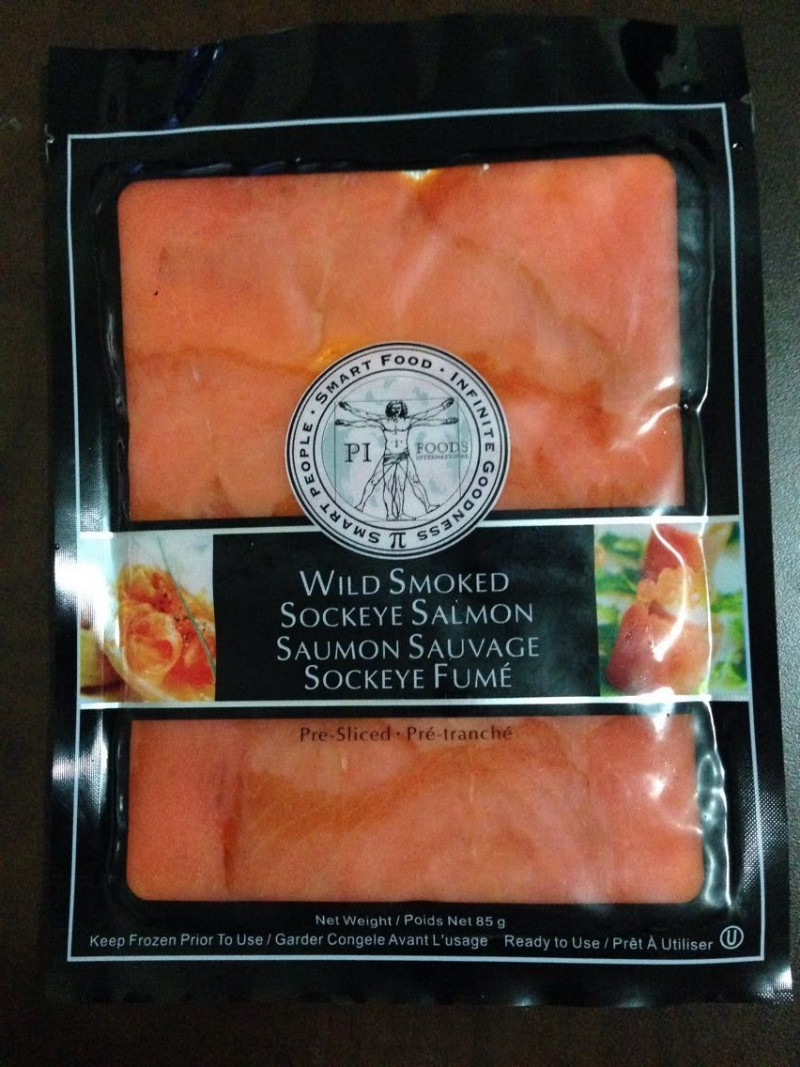 SMART PEOPLE · SMART FOOD · INFINITE GOODNESS π
PI FOODS
INTERNATIONAL
WILD SMOKED
SOCKEYE SALMON
SAUMON SAUVAGE
SOCKEYE FUMÉ
Pre-Sliced · Pré-tranché
Net Weight / Poids Net 85 g
Keep Frozen Prior To Use / Garder Congele Avant L'usage Ready to Use / Prêt À Utiliser U